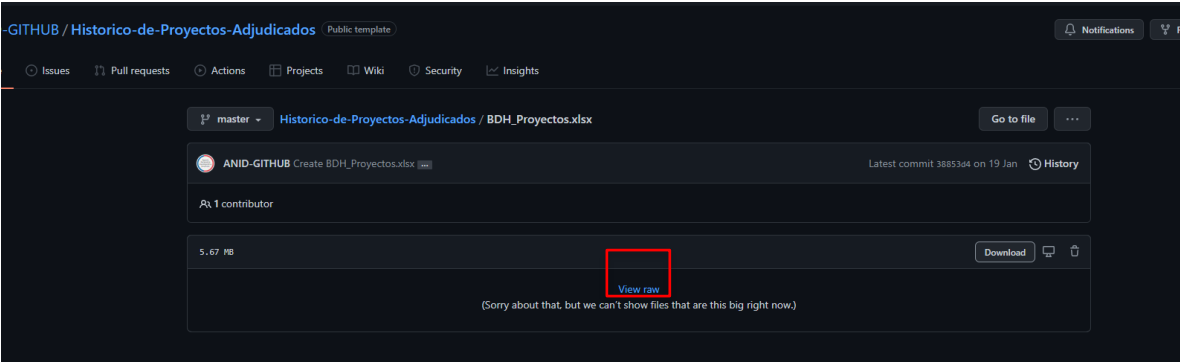 -GITHUB / Historico-de-Proyectos-Adjudicados Public template
Notifications
Issues Pull requests Actions Projects Wiki Security Insights
master Historico-de-Proyectos-Adjudicados / BDH_Proyectos.xlsx
Go to file ...
ANID-GITHUB Create BDH_Proyectos.xlsx ...
Latest commit 38853d4 on 19 Jan History
1 contributor
5.67 MB
Download
View raw
(Sorry about that, but we can't show files that are this big right now.)